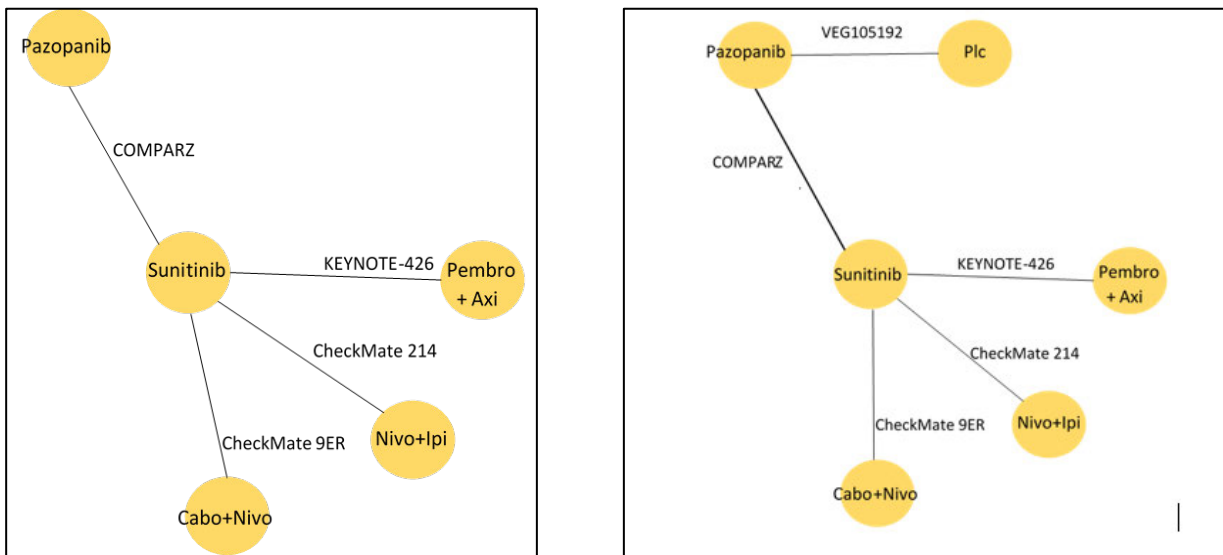 Pazopanib
COMPARZ
Sunitinib
KEYNOTE-426
Pembro
+ Axi
CheckMate 214
Nivo+Ipi
CheckMate 9ER
Cabo+Nivo
Pazopanib
VEG105192
Plc
COMPARZ
Sunitinib
KEYNOTE-426
Pembro
+ Axi
CheckMate 214
Nivo+Ipi
CheckMate 9ER
Cabo+Nivo